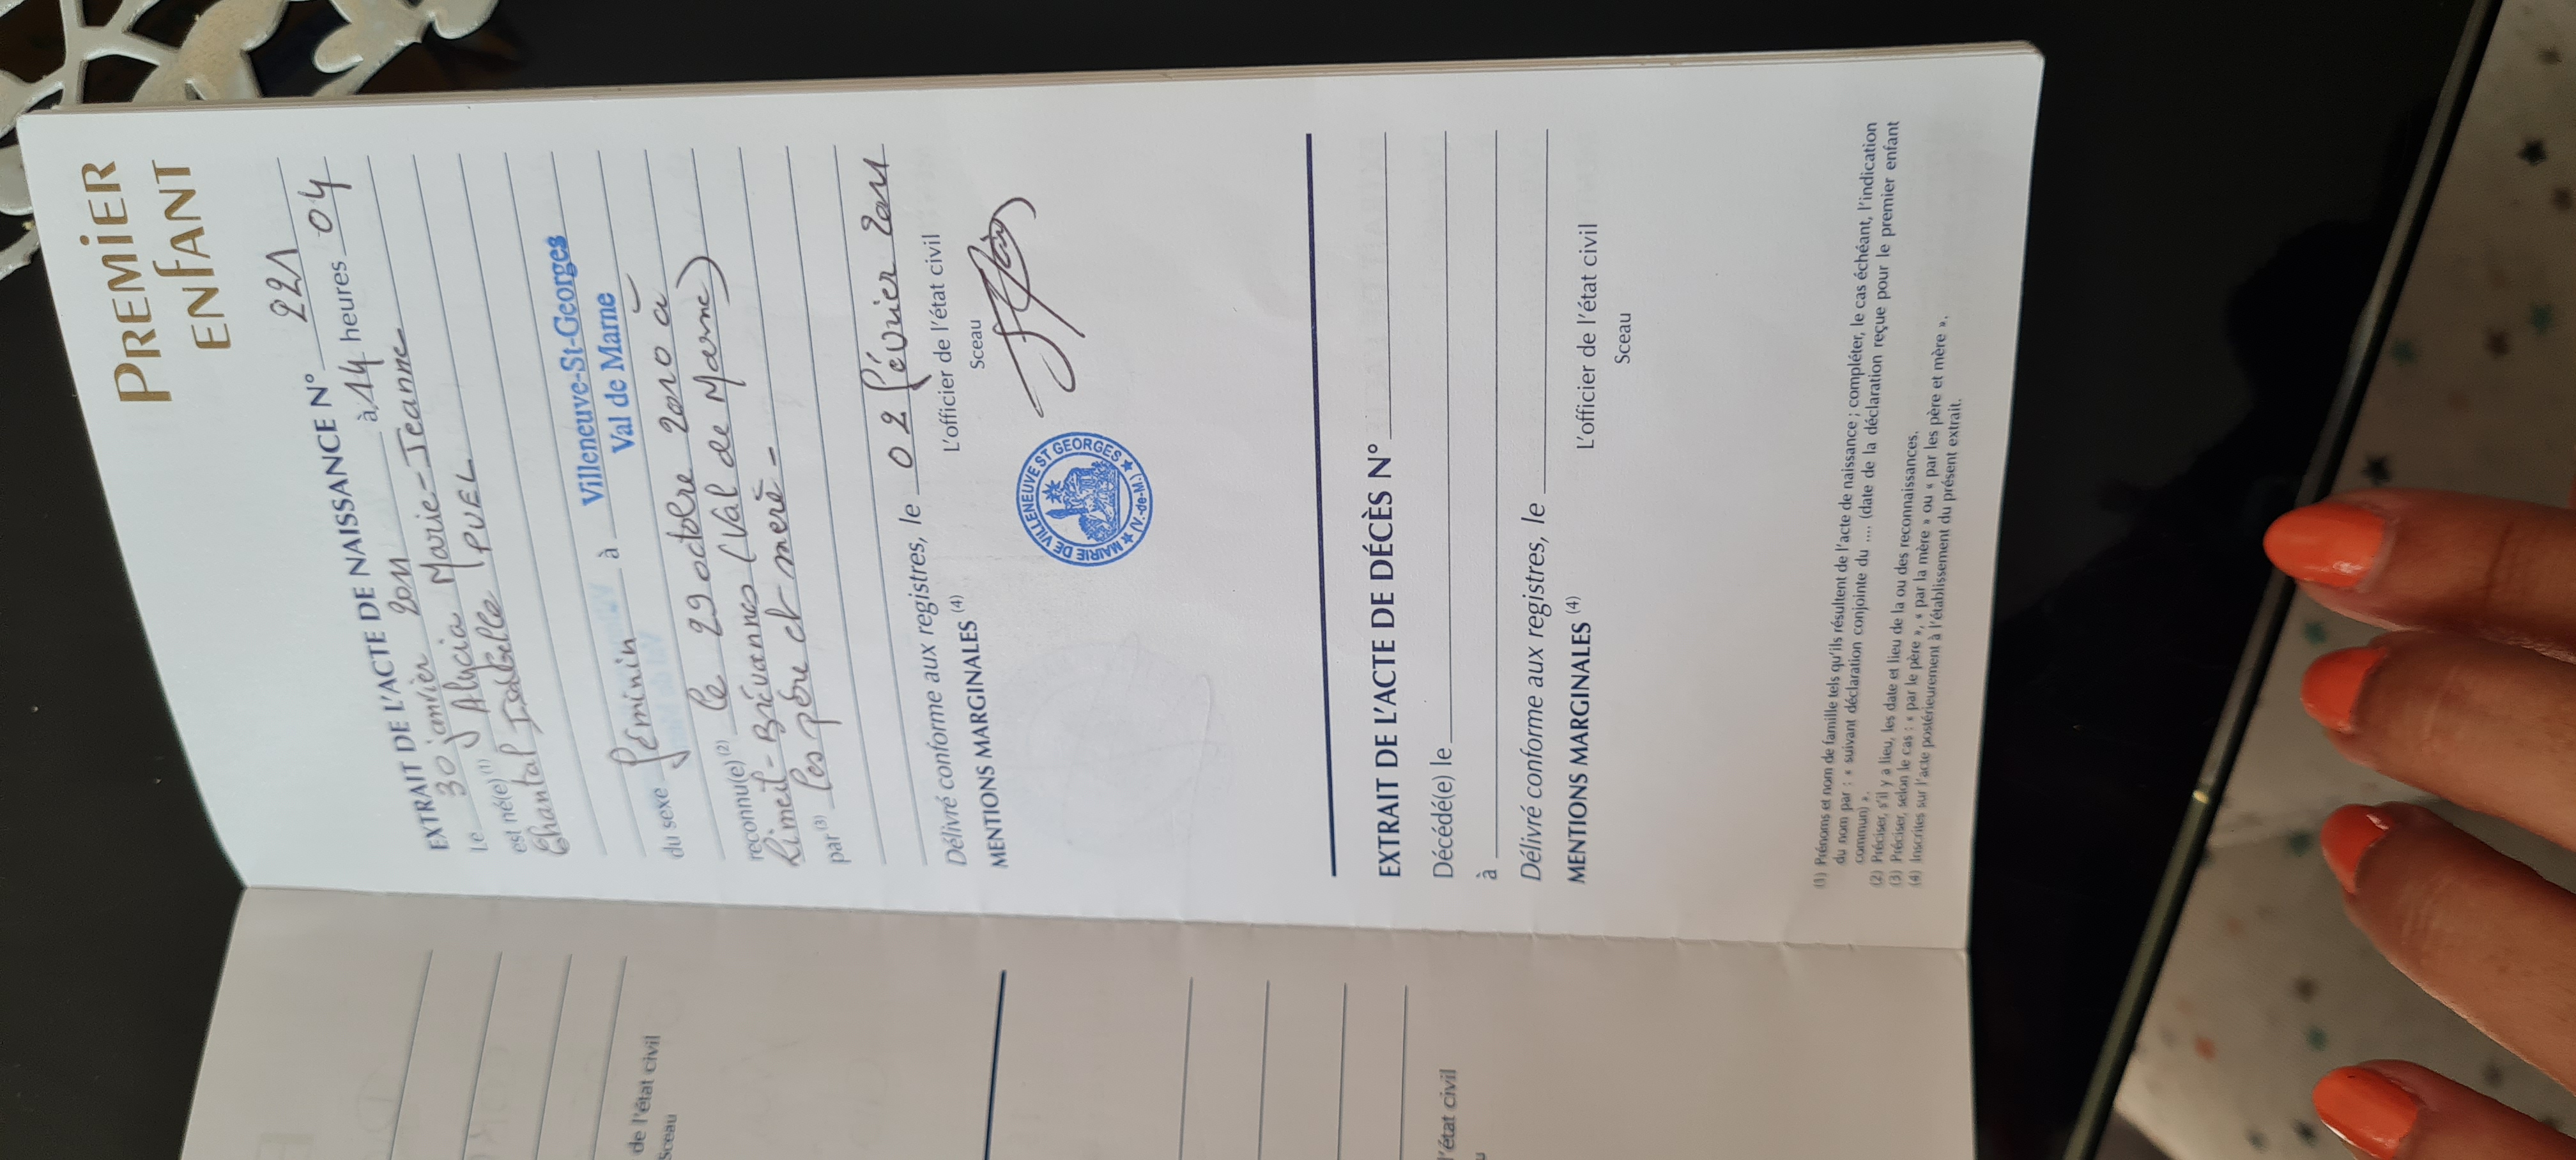 PREMIER
ENFANT
EXTRAIT DE L'ACTE DE NAISSANCE N° 221
Le 30 janvier 2011 à 14 heures 04
est né(e) (1) Alycia Marie-Jeanne
Chantal Isabelle PUEL
à Villeneuve-St-Georges
Val de Marne
du sexe féminin
reconnu(e) (2) le 29 octobre 2010 à
Limeil-Brévannes (Val de Marne)
par (3) les père et mère -
Délivré conforme aux registres, le 02 février 2011
L'officier de l'état civil
MENTIONS MARGINALES (4)
Sceau
MAIRIE DE VILLENEUVE ST GEORGES
★ (V.-de-M.) ★
EXTRAIT DE L'ACTE DE DÉCÈS N°
Décédé(e) le
à
Délivré conforme aux registres, le
L'officier de l'état civil
MENTIONS MARGINALES (4)
Sceau
(1) Prénoms et nom de famille tels qu'ils résultent de l'acte de naissance ; compléter, le cas échéant, l'indication
du nom par : « suivant déclaration conjointe du .... (date de la déclaration reçue pour le premier enfant
commun) ».
(2) Préciser, s'il y a lieu, les date et lieu de la ou des reconnaissances.
(3) Préciser, selon le cas : « par le père », « par la mère » ou « par les père et mère ».
(4) Inscrites sur l'acte postérieurement à l'établissement du présent extrait.
de l'état civil
Sceau
l'état civil